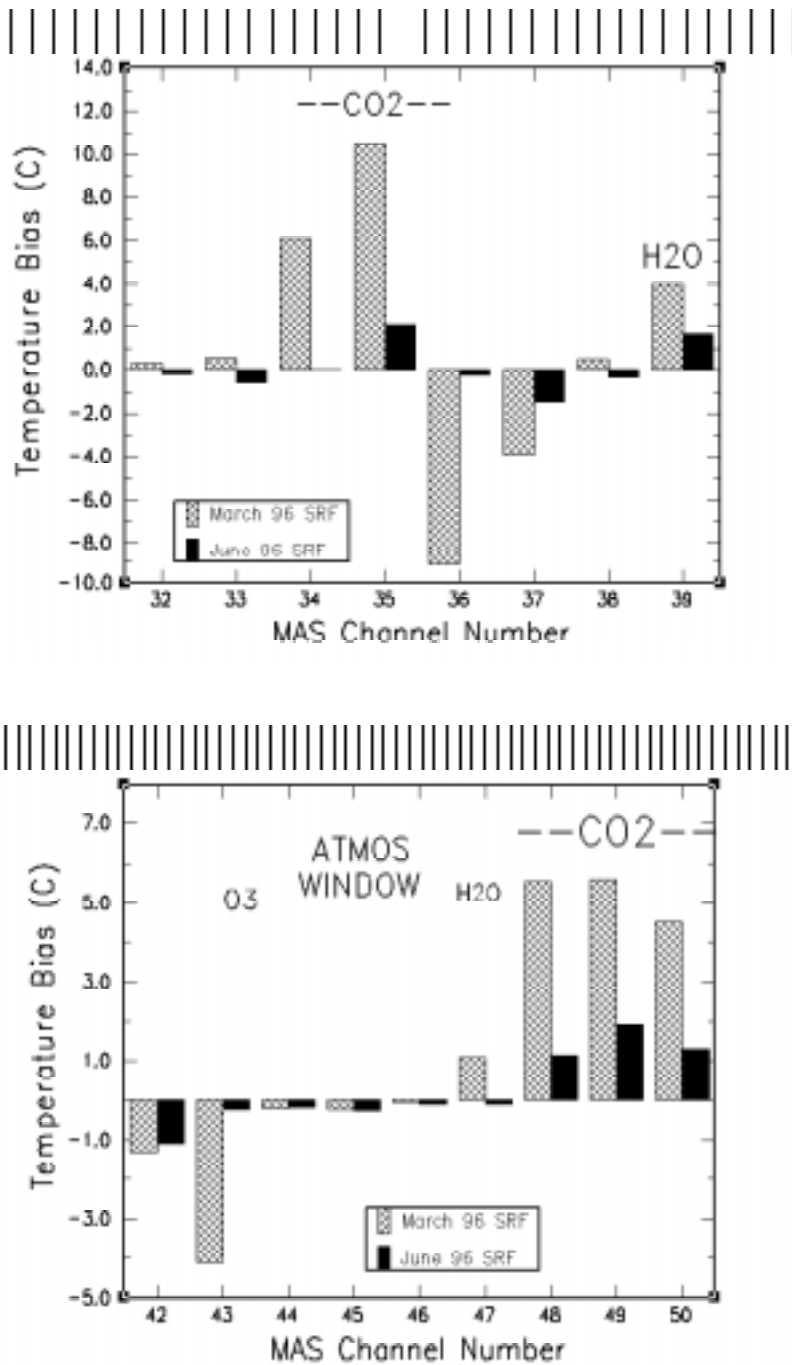 14.0
12.0
10.0
8.0
6.0
4.0
2.0
0.0
-2.0
-4.0
-6.0
-8.0
-10.0
Temperature Bias (C)
--CO2--
H2O
March 96 SRF
June 06 SRF
32 33 34 35 36 37 38 39
MAS Channel Number
7.0
5.0
3.0
1.0
-1.0
-3.0
-5.0
Temperature Bias (C)
O3
ATMOS
WINDOW
H2O
— —CO2— —
March 96 SRF
June 96 SRF
42 43 44 45 46 47 48 49 50
MAS Channel Number